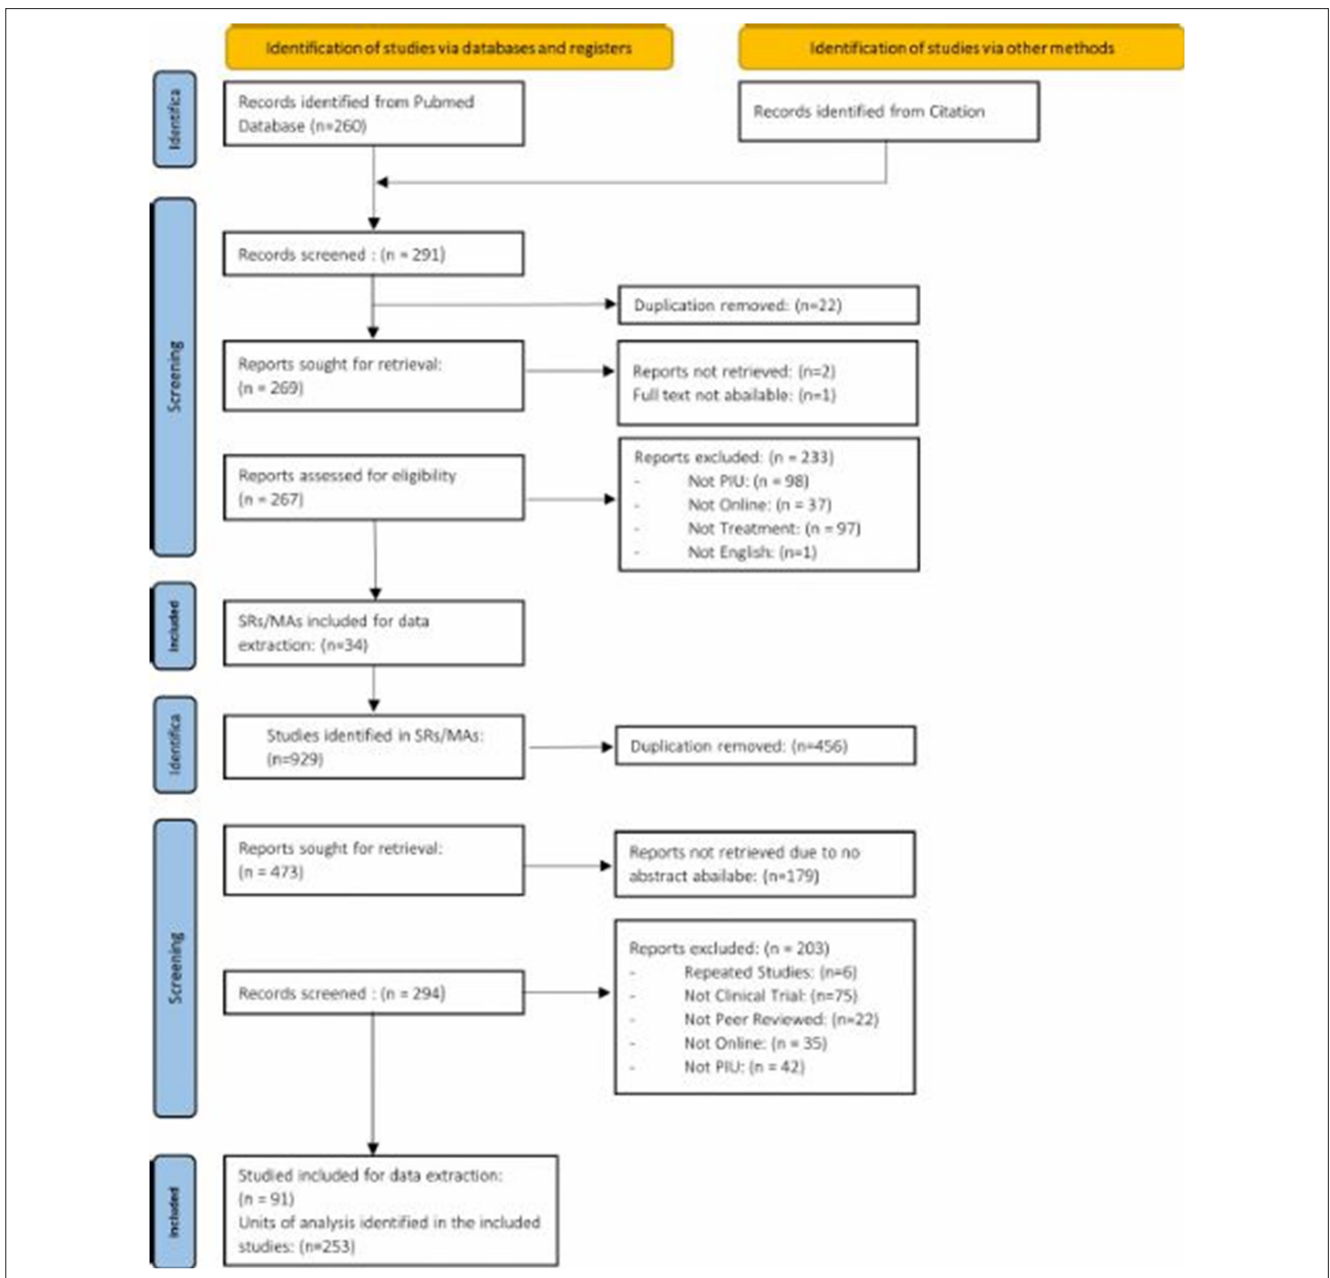 Identification of studies via databases and registers
Identification of studies via other methods
Identifica
Records identified from Pubmed
Database (n=260)
Records identified from Citation
Screening
Records screened : (n = 291)
Duplication removed: (n=22)
Reports sought for retrieval:
(n = 269)
Reports not retrieved: (n=2)
Full text not abailable: (n=1)
Reports assessed for eligibility
(n = 267)
Reports excluded: (n = 233)
- Not PIU: (n = 98)
- Not Online: (n = 37)
- Not Treatment: (n = 97)
- Not English: (n=1)
Included
SRs/MAs included for data
extraction: (n=34)
Identifica
Studies identified in SRs/MAs:
(n=929)
Duplication removed: (n=456)
Screening
Reports sought for retrieval:
(n = 473)
Reports not retrieved due to no
abstract abailabe: (n=179)
Records screened : (n = 294)
Reports excluded: (n = 203)
- Repeated Studies: (n=6)
- Not Clinical Trial: (n=75)
- Not Peer Reviewed: (n=22)
- Not Online: (n = 35)
- Not PIU: (n = 42)
Included
Studied included for data extraction:
(n = 91)
Units of analysis identified in the included
studies: (n=253)